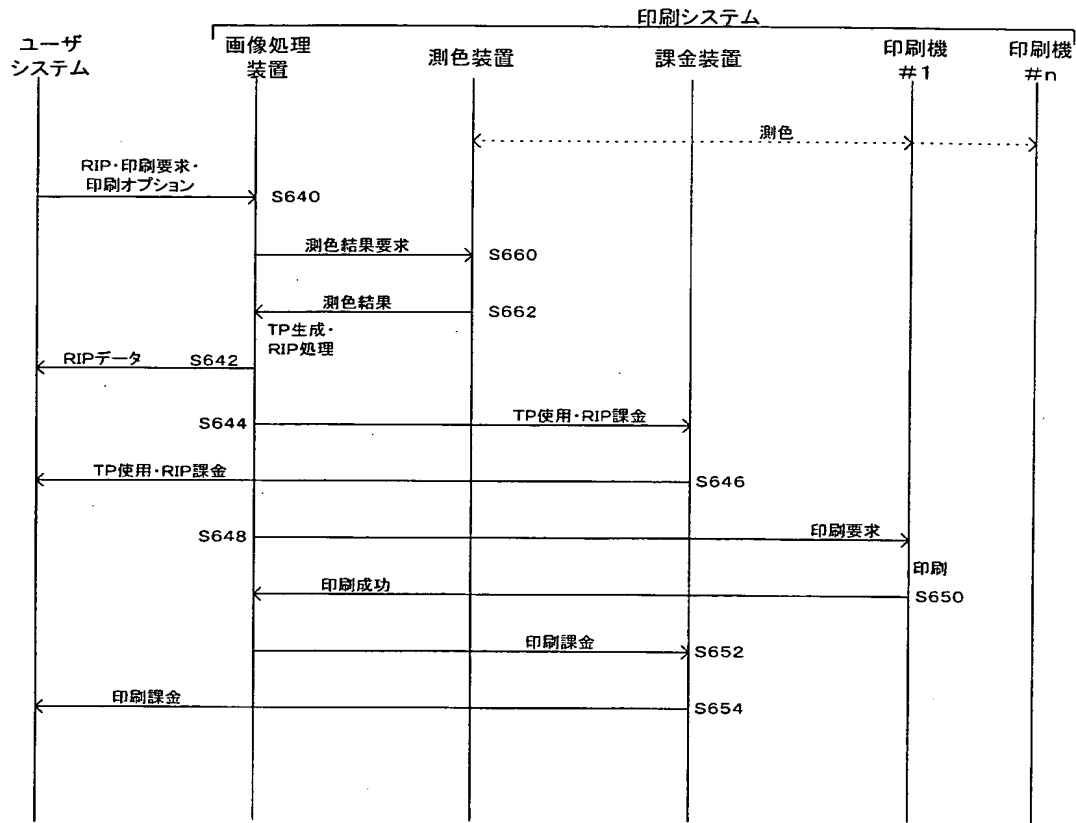 印刷システム
ユーザ
システム
画像処理
装置
測色装置
課金装置
印刷機
#1
印刷機
#n
測色
RIP・印刷要求・
印刷オプション
S640
測色結果要求
S660
測色結果
S662
TP生成・
RIP処理
RIPデータ
S642
S644
TP使用・RIP課金
TP使用・RIP課金
S646
S648
印刷要求
印刷
印刷成功
S650
印刷課金
S652
印刷課金
S654